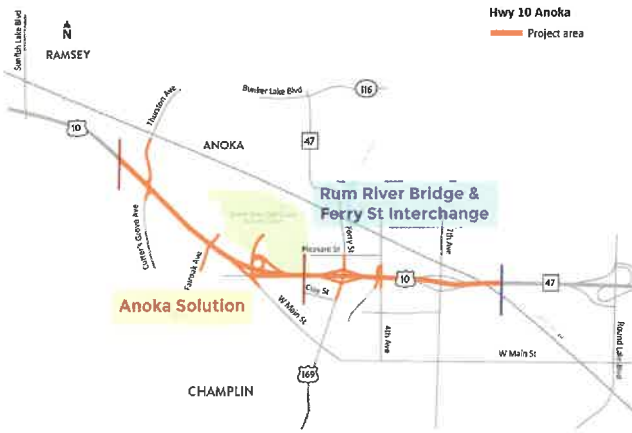 Hwy 10 Anoka
Project area
N
RAMSEY
Sunfish Lake Blvd
Thurston Ave
Bunker Lake Blvd
116
10
47
ANOKA
Rum River Bridge &
Ferry St Interchange
Cutter's Grove Ave
Fairoak Ave
Ferry St
7th Ave
Pleasant St
10
47
Clay St
Anoka Solution
W Main St
4th Ave
W Main St
Round Lake Blvd
169
CHAMPLIN